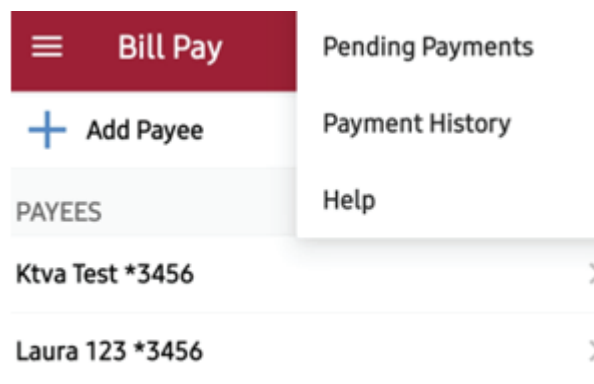 Bill Pay
Pending Payments
Add Payee
Payment History
PAYEES
Help
Ktva Test *3456
Laura 123 *3456